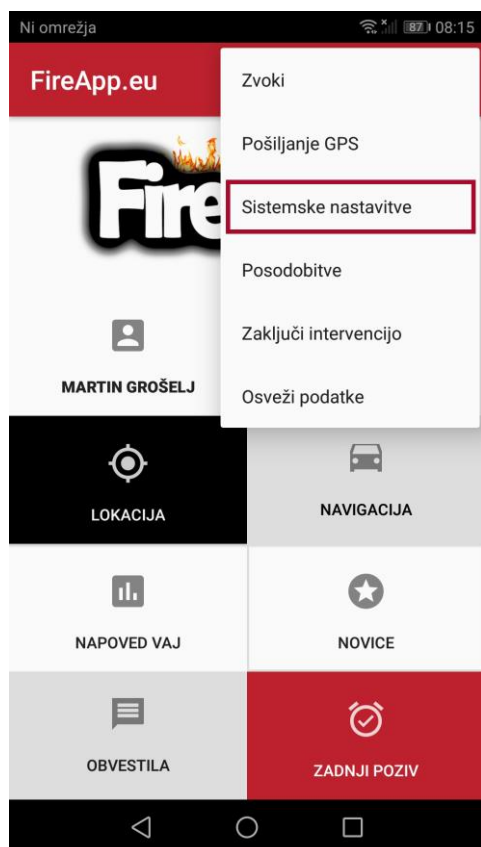 Ni omrežja 87 08:15
FireApp.eu
Zvoki
Pošiljanje GPS
Sistemske nastavitve
Posodobitve
Zaključi intervencijo
Osveži podatke
Fire
MARTIN GROŠELJ
LOKACIJA
NAVIGACIJA
NAPOVED VAJ
NOVICE
OBVESTILA
ZADNJI POZIV